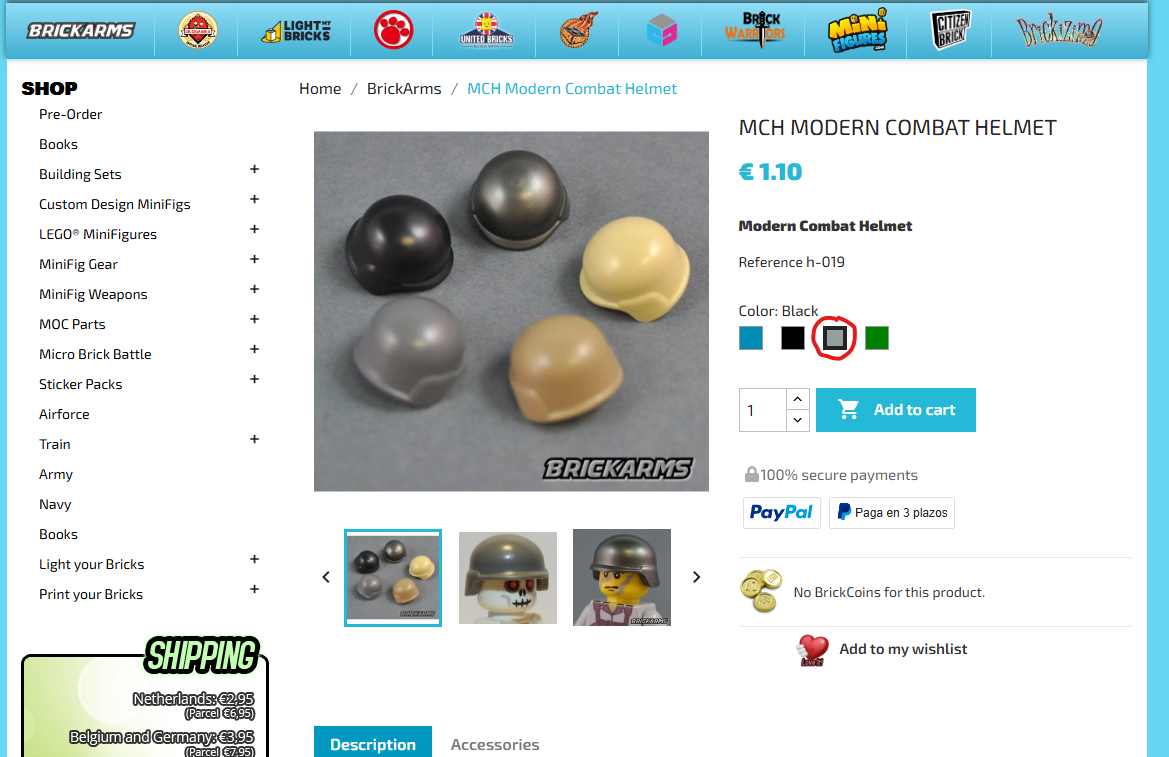 BRICKARMS
LIGHT MY BRICKS
UNITED BRICKS
BRICK WARRIORS
MINI FIGURES.COM
CITIZEN BRICK
BRICKIZIMO
SHOP
Pre-Order
Books
Building Sets +
Custom Design MiniFigs +
LEGO® MiniFigures +
MiniFig Gear +
MiniFig Weapons +
MOC Parts +
Micro Brick Battle +
Sticker Packs +
Airforce
Train +
Army
Navy
Books
Light your Bricks +
Print your Bricks +
SHIPPING
Netherlands: €2,95
(Parcel €6,95)
Belgium and Germany: €3,95
(Parcel €7,95)
Home / BrickArms / MCH Modern Combat Helmet
BRICKARMS
BRICKARMS
BRICKARMS
MCH MODERN COMBAT HELMET
€ 1.10
Modern Combat Helmet
Reference h-019
Color: Black
1
Add to cart
100% secure payments
PayPal
Paga en 3 plazos
No BrickCoins for this product.
Love it!
Add to my wishlist
Description
Accessories